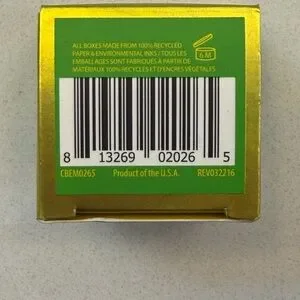 ALL BOXES MADE FROM 100% RECYCLED
PAPER & ENVIRONMENTAL INKS / TOUS LES
EMBALLAGES SONT FABRIQUÉS À PARTIR DE
MATÉRIAUX 100% RECYCLÉS ET D'ENCRES VÉGÉTALES
6 M
8 13269 02026 5
CBEM0265 Product of the U.S.A. REV032216